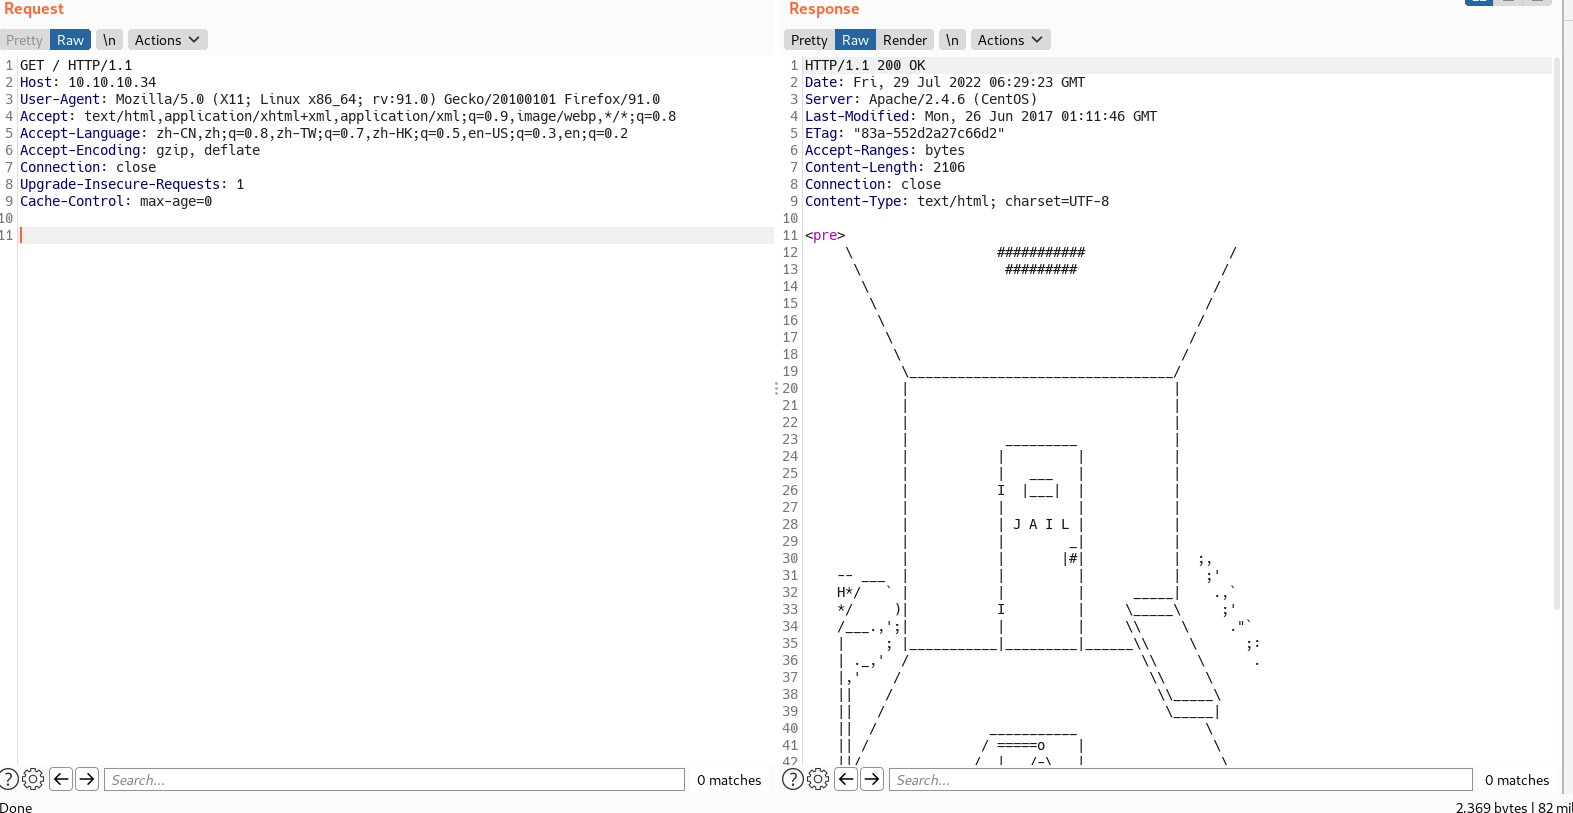 Request
Pretty Raw \n Actions
1 GET / HTTP/1.1
2 Host: 10.10.10.34
3 User-Agent: Mozilla/5.0 (X11; Linux x86_64; rv:91.0) Gecko/20100101 Firefox/91.0
4 Accept: text/html,application/xhtml+xml,application/xml;q=0.9,image/webp,*/*;q=0.8
5 Accept-Language: zh-CN,zh;q=0.8,zh-TW;q=0.7,zh-HK;q=0.5,en-US;q=0.3,en;q=0.2
6 Accept-Encoding: gzip, deflate
7 Connection: close
8 Upgrade-Insecure-Requests: 1
9 Cache-Control: max-age=0
10
11
Search...
0 matches
Done
Response
Pretty Raw Render \n Actions
1 HTTP/1.1 200 OK
2 Date: Fri, 29 Jul 2022 06:29:23 GMT
3 Server: Apache/2.4.6 (CentOS)
4 Last-Modified: Mon, 26 Jun 2017 01:11:46 GMT
5 ETag: "83a-552d2a27c66d2"
6 Accept-Ranges: bytes
7 Content-Length: 2106
8 Connection: close
9 Content-Type: text/html; charset=UTF-8
10
11 <pre>
12      \                  ###########                  /
13       \                  #########                  /
14        \                                           /
15         \                                         /
16          \                                       /
17           \                                     /
18            \                                   /
19             \_________________________________/
20             |                                 |
21             |                                 |
22             |                                 |
23             |            _________            |
24             |           |         |           |
25             |           |   ___   |           |
26             |           I  |___|  |           |
27             |           |         |           |
28             |           | J A I L |           |
29             |           |        _|           |
30             |           |       |#|           |  ;,
31     -- ___  |           |         |           |   ;'
32     H*/   ` |           |         |      _____|    .,`
33     */     )|           I         |     \_____\     ;'
34     /___.,';|           |         |     \\     \     ."`
35     |     ; |___________|_________|______\\     \      ;:
36     | ._,'  /                             \\     \      .
37     |,'    /                               \\     \
38     ||    /                                 \\_____\
39     ||   /                                   \_____|
40     ||  /              ___________                \
41     || /              / =====o    |                \
42     ||/              /  |   /-\   |                 \
Search...
0 matches
2,369 bytes | 82 mil